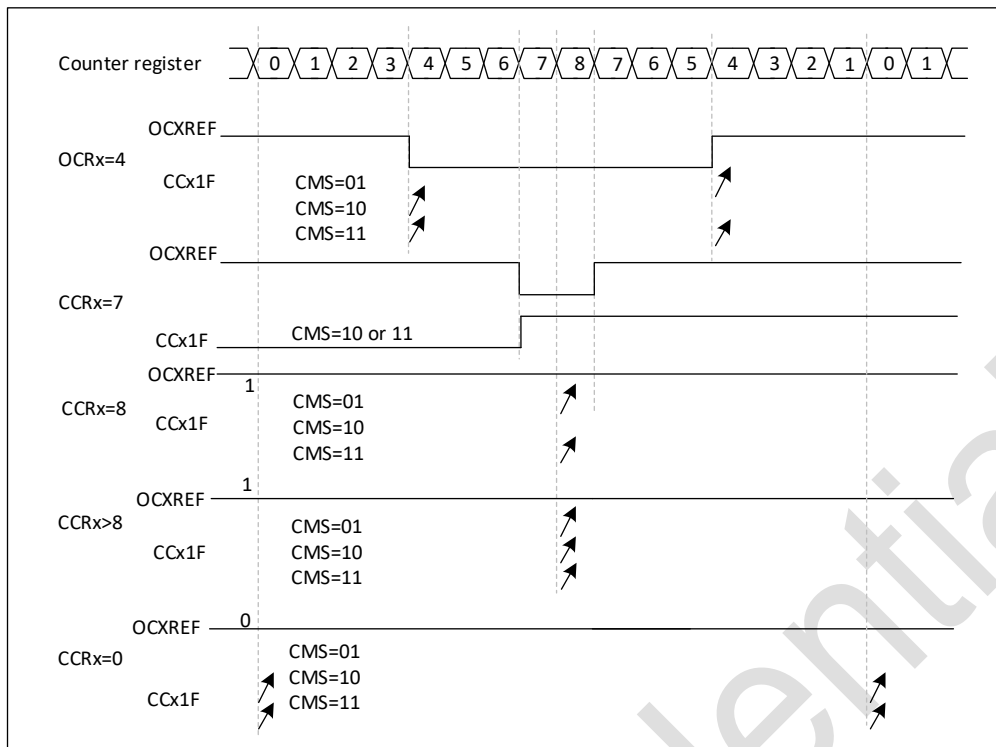 Counter register 0 1 2 3 4 5 6 7 8 7 6 5 4 3 2 1 0 1
OCXREF
OCRx=4
CCx1F
CMS=01
CMS=10
CMS=11
OCXREF
CCRx=7
CCx1F CMS=10 or 11
OCXREF
1
CCRx=8
CCx1F
CMS=01
CMS=10
CMS=11
OCXREF 1
CCRx>8
CCx1F
CMS=01
CMS=10
CMS=11
OCXREF 0
CCRx=0
CCx1F
CMS=01
CMS=10
CMS=11